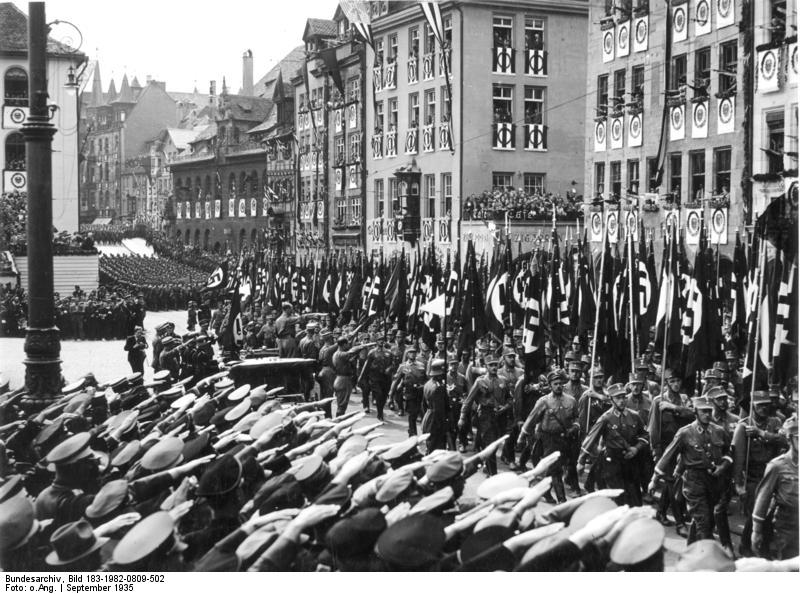 Bundesarchiv, Bild 183-1982-0809-502
Foto: o.Ang. | September 1935